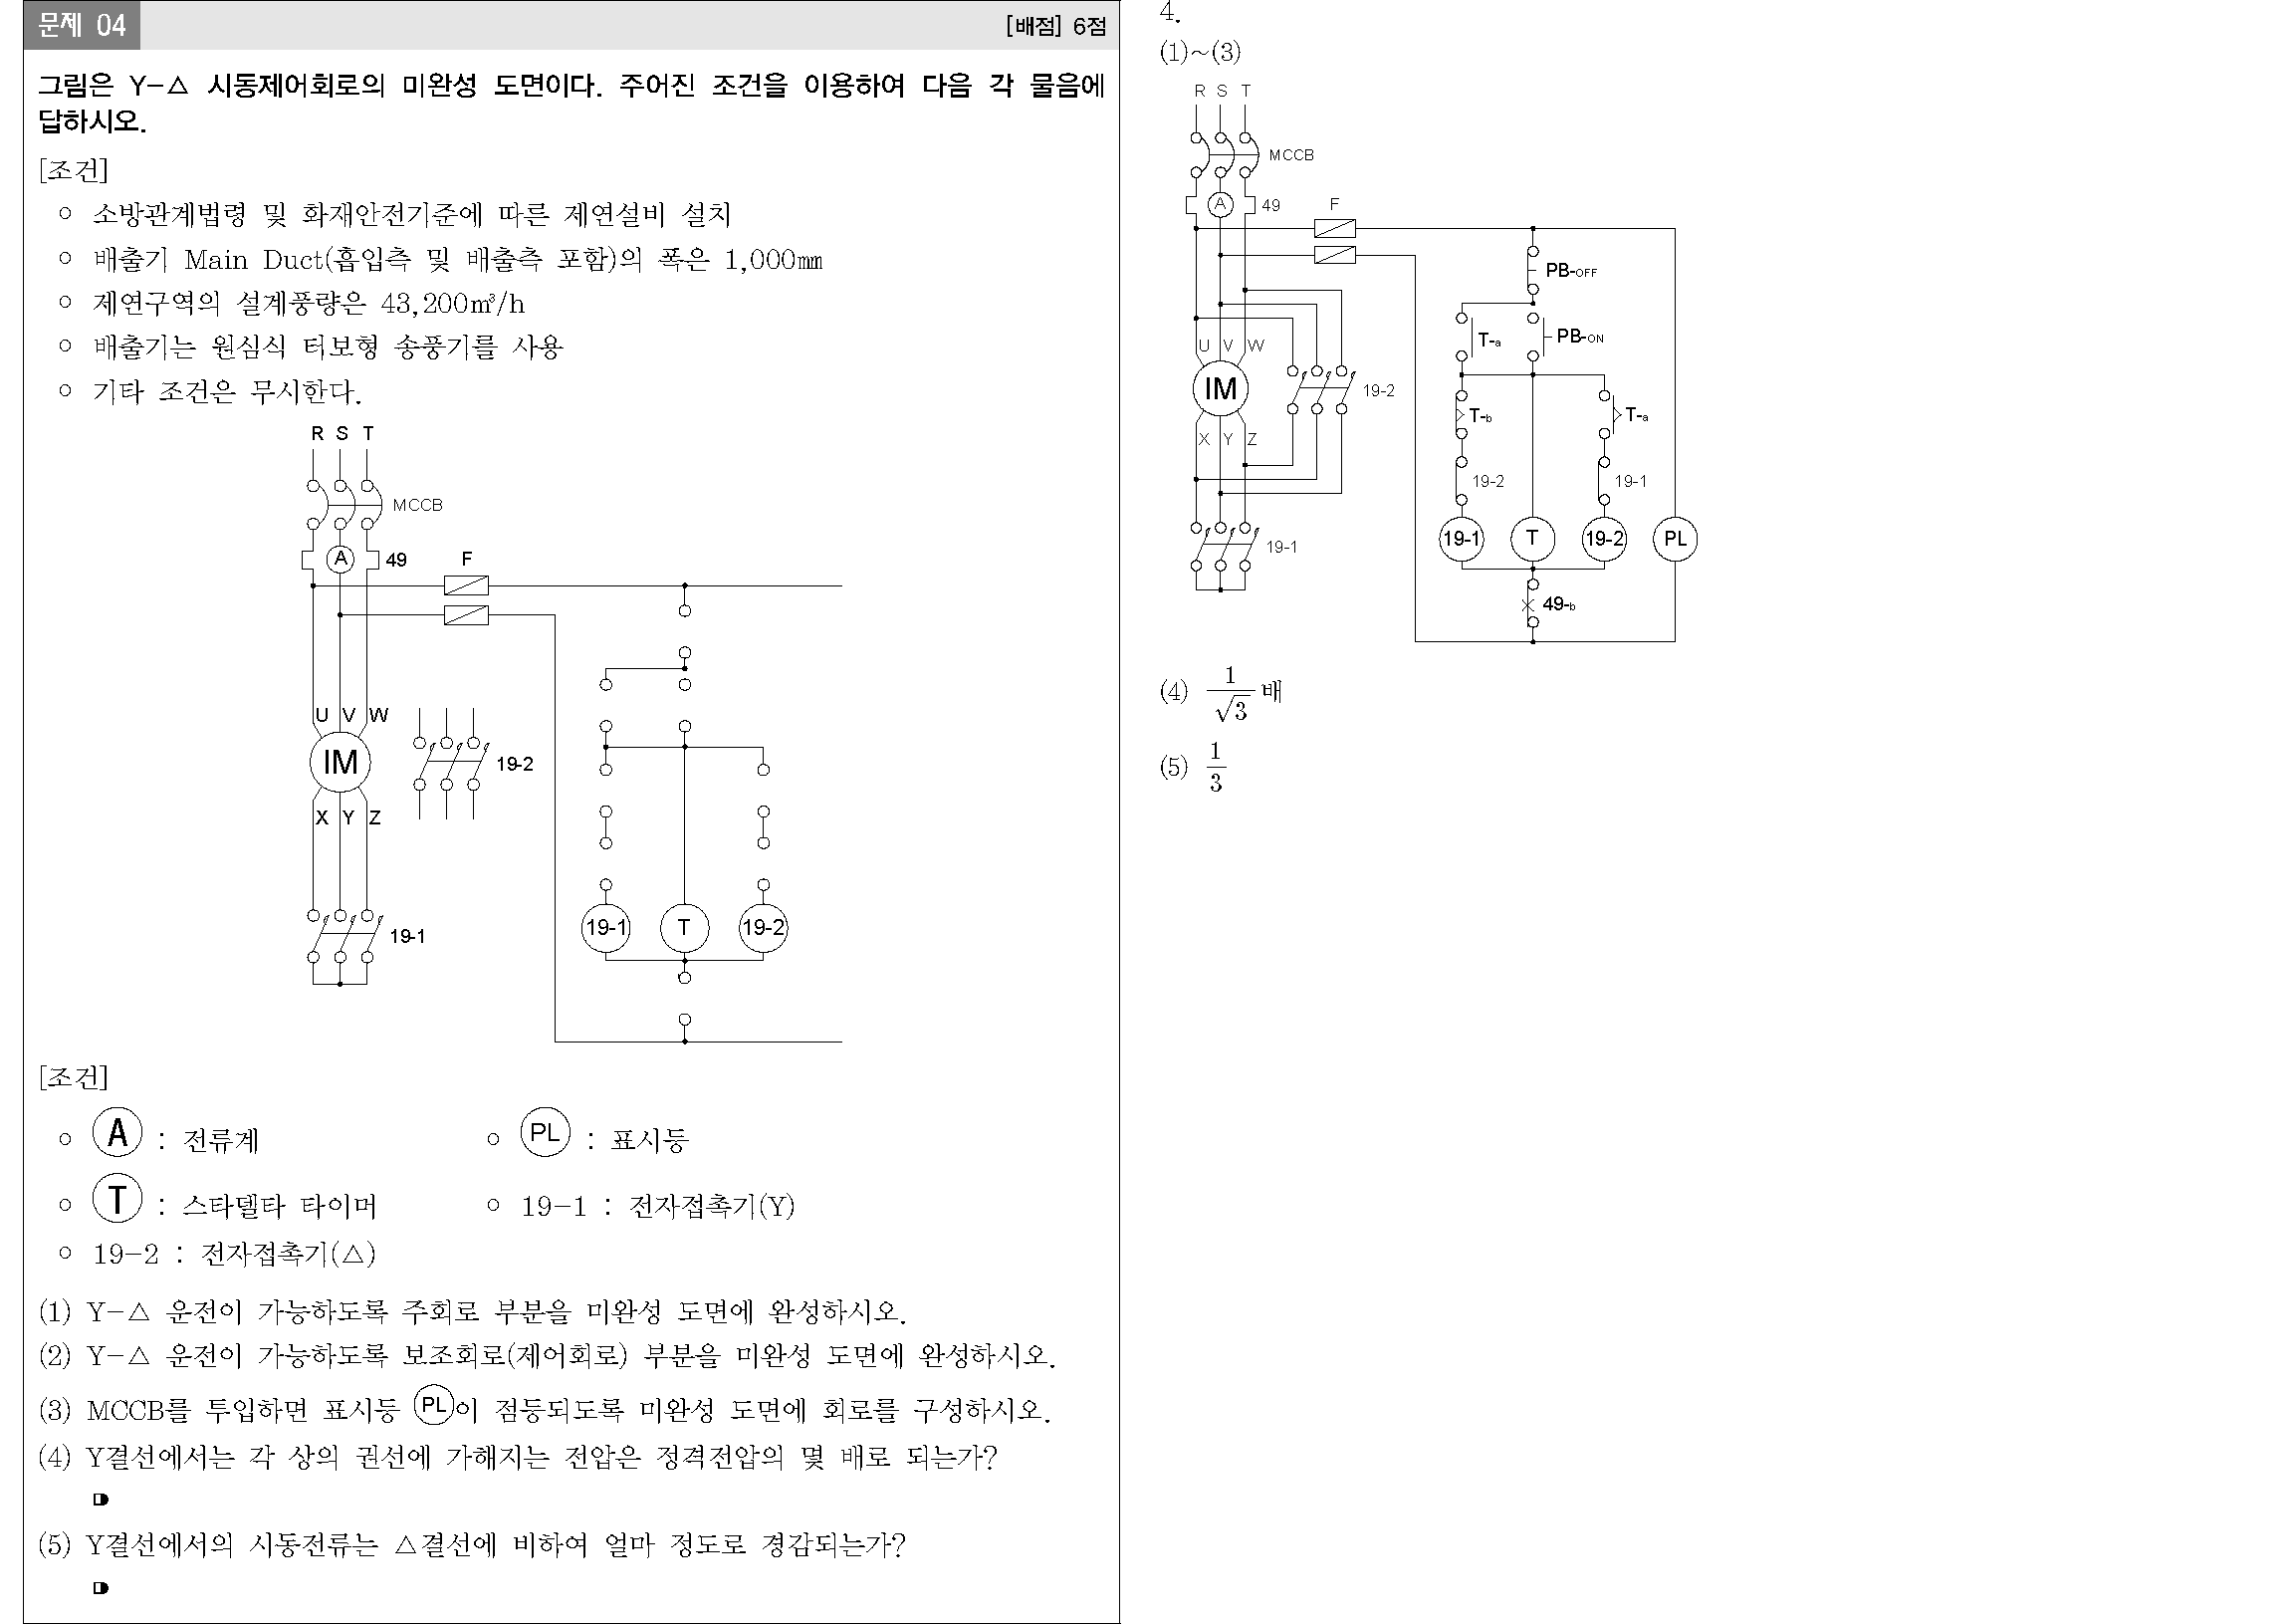 문제 04
[배점] 6점
그림은 Y-△ 시동제어회로의 미완성 도면이다. 주어진 조건을 이용하여 다음 각 물음에
답하시오.
[조건]
○ 소방관계법령 및 화재안전기준에 따른 제연설비 설치
○ 배출기 Main Duct(흡입측 및 배출측 포함)의 폭은 1,000㎜
○ 제연구역의 설계풍량은 43,200㎥/h
○ 배출기는 원심식 터보형 송풍기를 사용
○ 기타 조건은 무시한다.
R S T
MCCB
A
49
F
U V W
IM
19-2
X Y Z
19-1
19-1
T
19-2
[조건]
○ A : 전류계
○ PL : 표시등
○ T : 스타델타 타이머
○ 19-1 : 전자접촉기(Y)
○ 19-2 : 전자접촉기(△)
(1) Y-△ 운전이 가능하도록 주회로 부분을 미완성 도면에 완성하시오.
(2) Y-△ 운전이 가능하도록 보조회로(제어회로) 부분을 미완성 도면에 완성하시오.
(3) MCCB를 투입하면 표시등 PL이 점등되도록 미완성 도면에 회로를 구성하시오.
(4) Y결선에서는 각 상의 권선에 가해지는 전압은 정격전압의 몇 배로 되는가?
(5) Y결선에서의 시동전류는 △결선에 비하여 얼마 정도로 경감되는가?
4.
(1)~(3)
R S T
MCCB
A
49
F
PB-OFF
T-a
PB-ON
U V W
IM
19-2
T-b
T-a
X Y Z
19-2
19-1
19-1
19-1
T
19-2
PL
49-b
(4) 1/√3 배
(5) 1/3